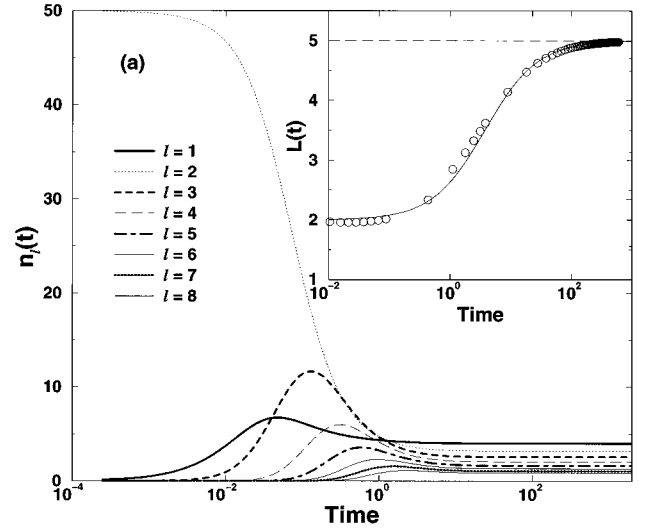 50
40
30
20
10
0
n_l(t)
10^-4
10^-2
10^0
10^2
Time
(a)
l = 1
l = 2
l = 3
l = 4
l = 5
l = 6
l = 7
l = 8
5
4
3
2
1
L(t)
10^-2
10^0
10^2
Time